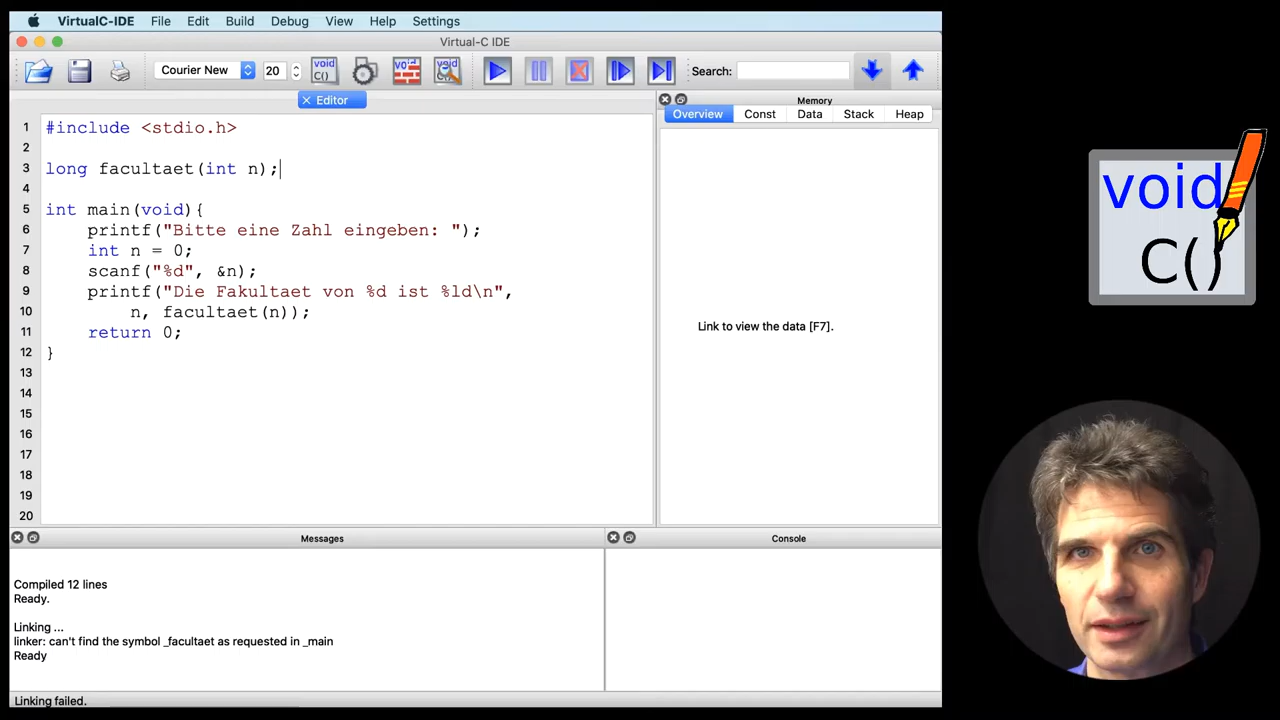 VirtualC-IDE File Edit Build Debug View Help Settings
Virtual-C IDE
Courier New 20 void C() void void C Search:
Editor
Memory
Overview Const Data Stack Heap
1 #include <stdio.h>
2
3 long facultaet(int n);
4
5 int main(void){
6 printf("Bitte eine Zahl eingeben: ");
7 int n = 0;
8 scanf("%d", &n);
9 printf("Die Fakultaet von %d ist %ld\n",
10 n, facultaet(n));
11 return 0;
12 }
13
14
15
16
17
18
19
20
Link to view the data [F7].
void
C()
Messages
Console
Compiled 12 lines
Ready.
Linking ...
linker: can't find the symbol _facultaet as requested in _main
Ready
Linking failed.